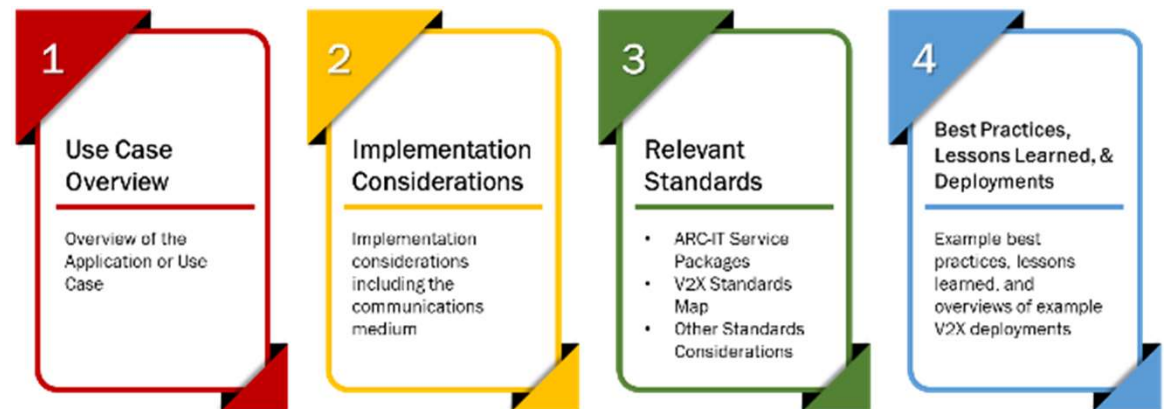 1
Use Case
Overview
Overview of the
Application or Use
Case
2
Implementation
Considerations
Implementation
considerations
including the
communications
medium
3
Relevant
Standards
• ARC-IT Service
Packages
• V2X Standards
Map
• Other Standards
Considerations
4
Best Practices,
Lessons Learned, &
Deployments
Example best
practices, lessons
learned, and
overviews of example
V2X deployments